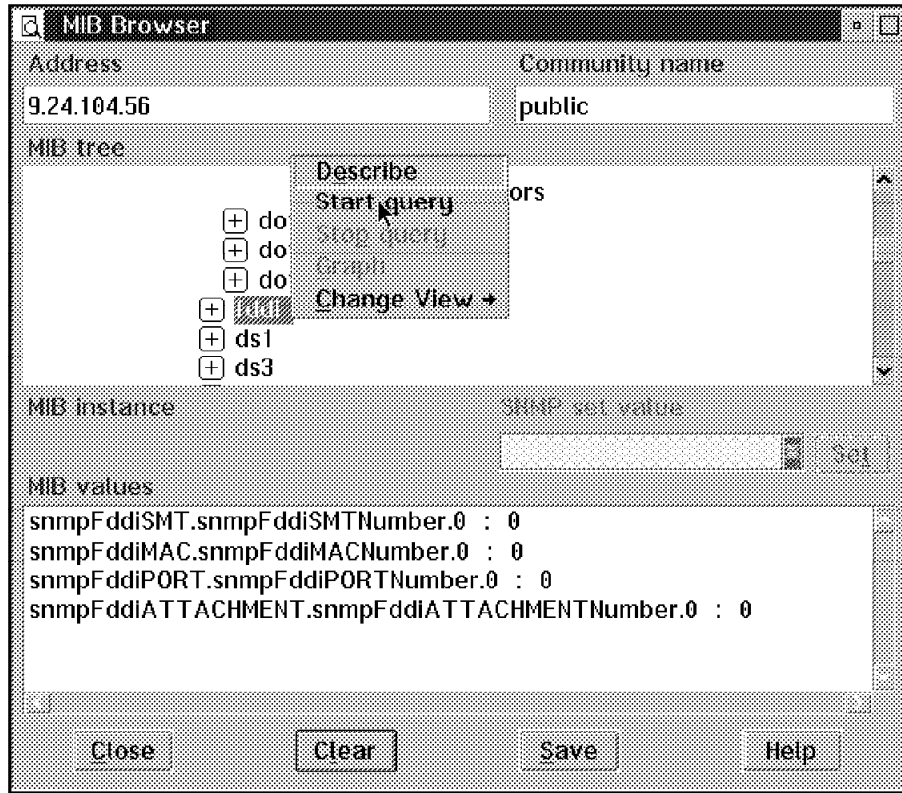 MIB Browser
Address Community name
9.24.104.56 public
MIB tree
Describe
ors
Start query
do
Stop query
do
Graph
do
Change View
fddi
ds1
ds3
MIB instance SNMP set value
Set
MIB values
snmpFddiSMT.snmpFddiSMTNumber.0 : 0
snmpFddiMAC.snmpFddiMACNumber.0 : 0
snmpFddiPORT.snmpFddiPORTNumber.0 : 0
snmpFddiATTACHMENT.snmpFddiATTACHMENTNumber.0 : 0
Close Clear Save Help